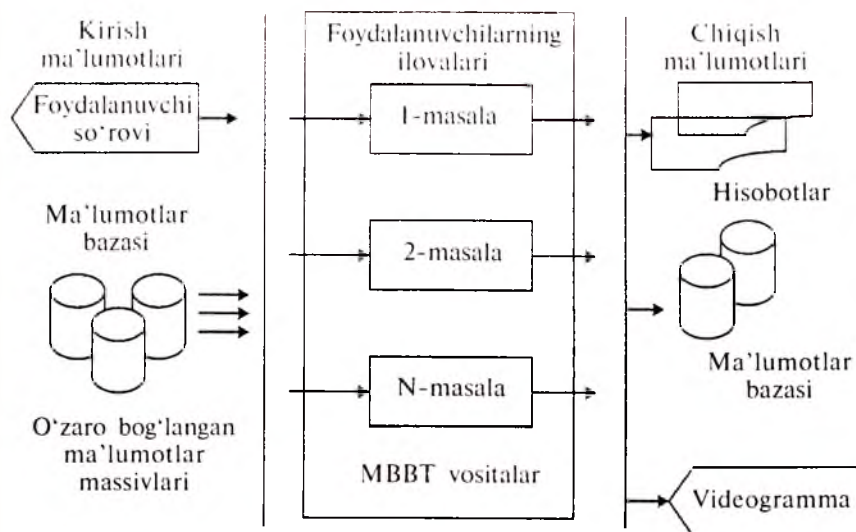 Kirish
ma’lumotlari
Foydalanuvchi
so‘rovi
Ma’lumotlar
bazasi
O‘zaro bog‘langan
ma’lumotlar
massivlari
Foydalanuvchilarning
ilovalari
1-masala
2-masala
N-masala
MBBT vositalar
Chiqish
ma’lumotlari
Hisobotlar
Ma’lumotlar
bazasi
Videogramma